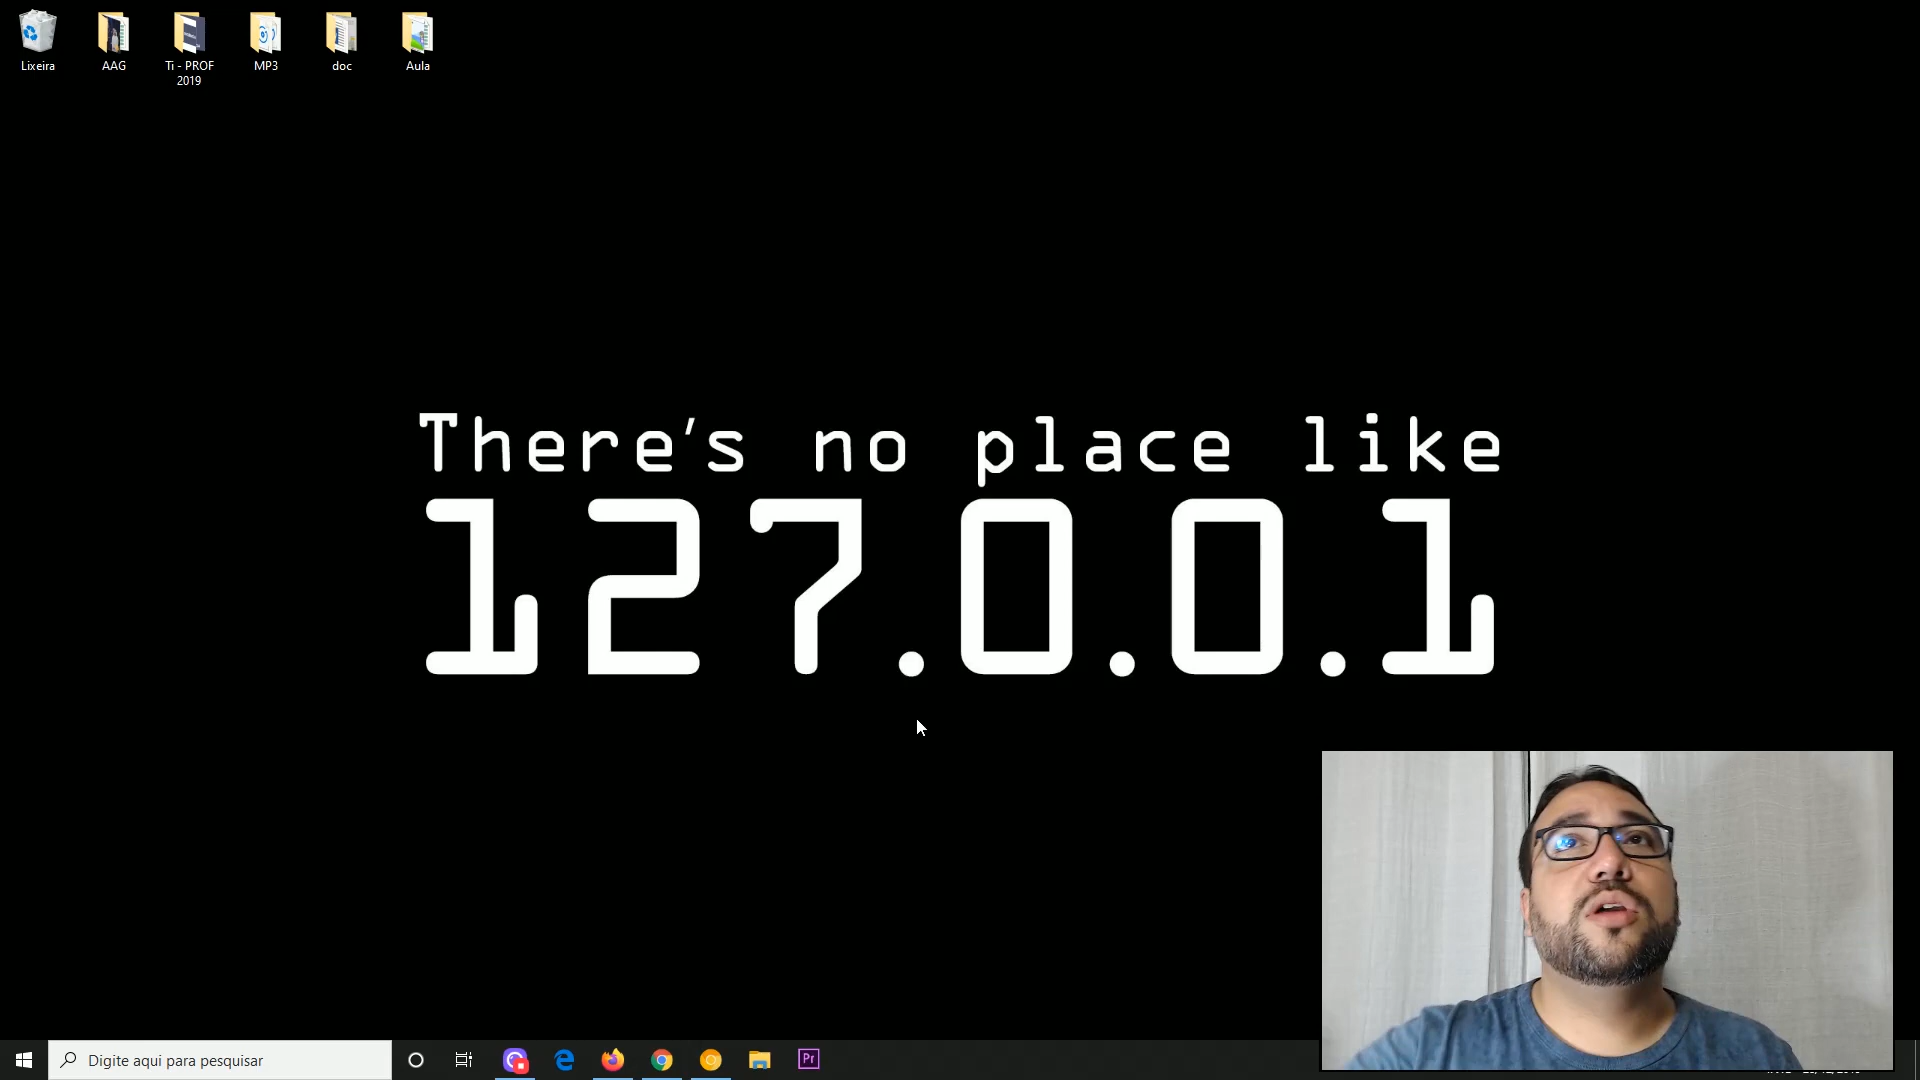 Lixeira
AAG
Ti - PROF
2019
MP3
doc
Aula
There's no place like
127.0.0.1
Digite aqui para pesquisar
Pr